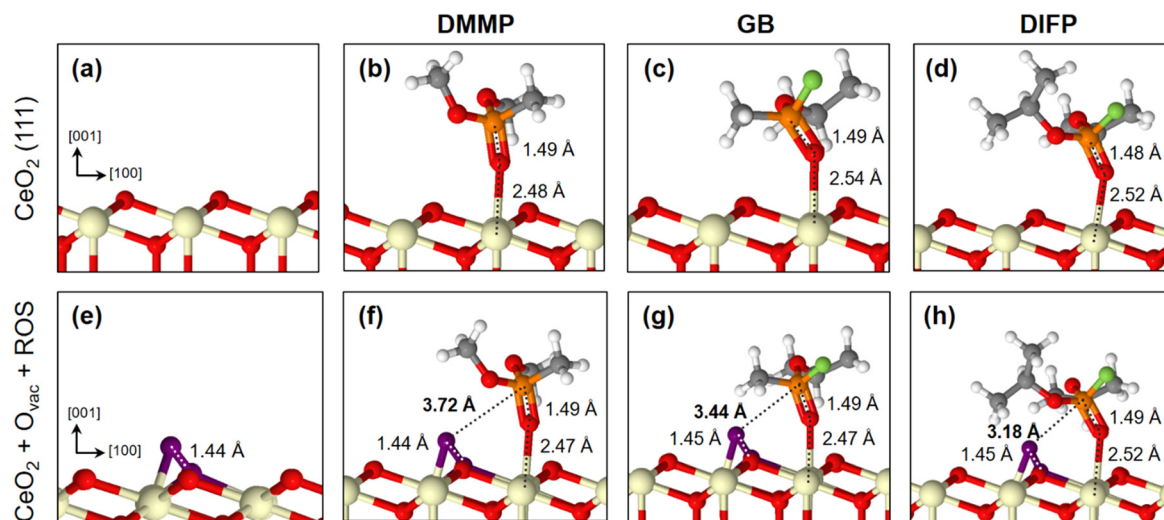 DMMP
GB
DIFP
CeO2 (111)
(a)
[001]
[100]
(b)
1.49 Å
2.48 Å
(c)
1.49 Å
2.54 Å
(d)
1.48 Å
2.52 Å
CeO2 + Ovac + ROS
(e)
[001]
[100]
1.44 Å
(f)
3.72 Å
1.49 Å
1.44 Å
2.47 Å
(g)
3.44 Å
1.49 Å
1.45 Å
2.47 Å
(h)
3.18 Å
1.49 Å
1.45 Å
2.52 Å